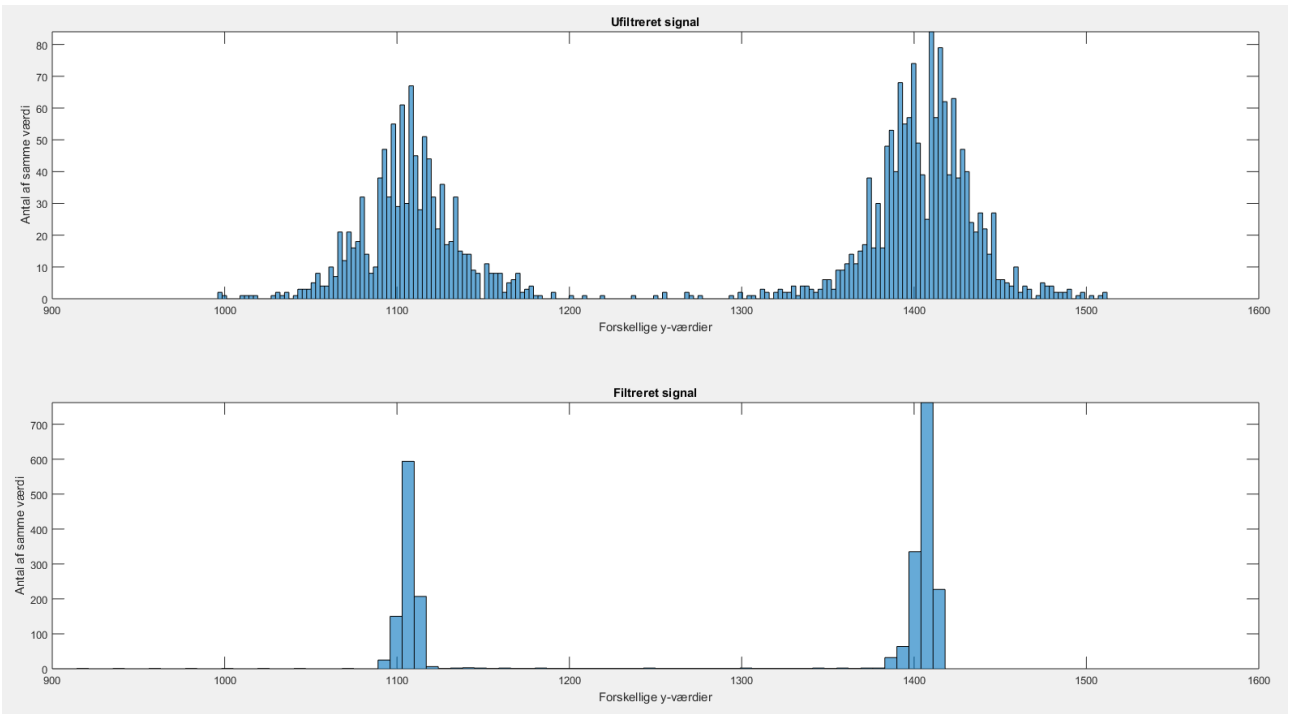 Ufiltreret signal
Antal af samme værdi
80
70
60
50
40
30
20
10
0
900 1000 1100 1200 1300 1400 1500 1600
Forskellige y-værdier
Filtreret signal
Antal af samme værdi
700
600
500
400
300
200
100
0
900 1000 1100 1200 1300 1400 1500 1600
Forskellige y-værdier